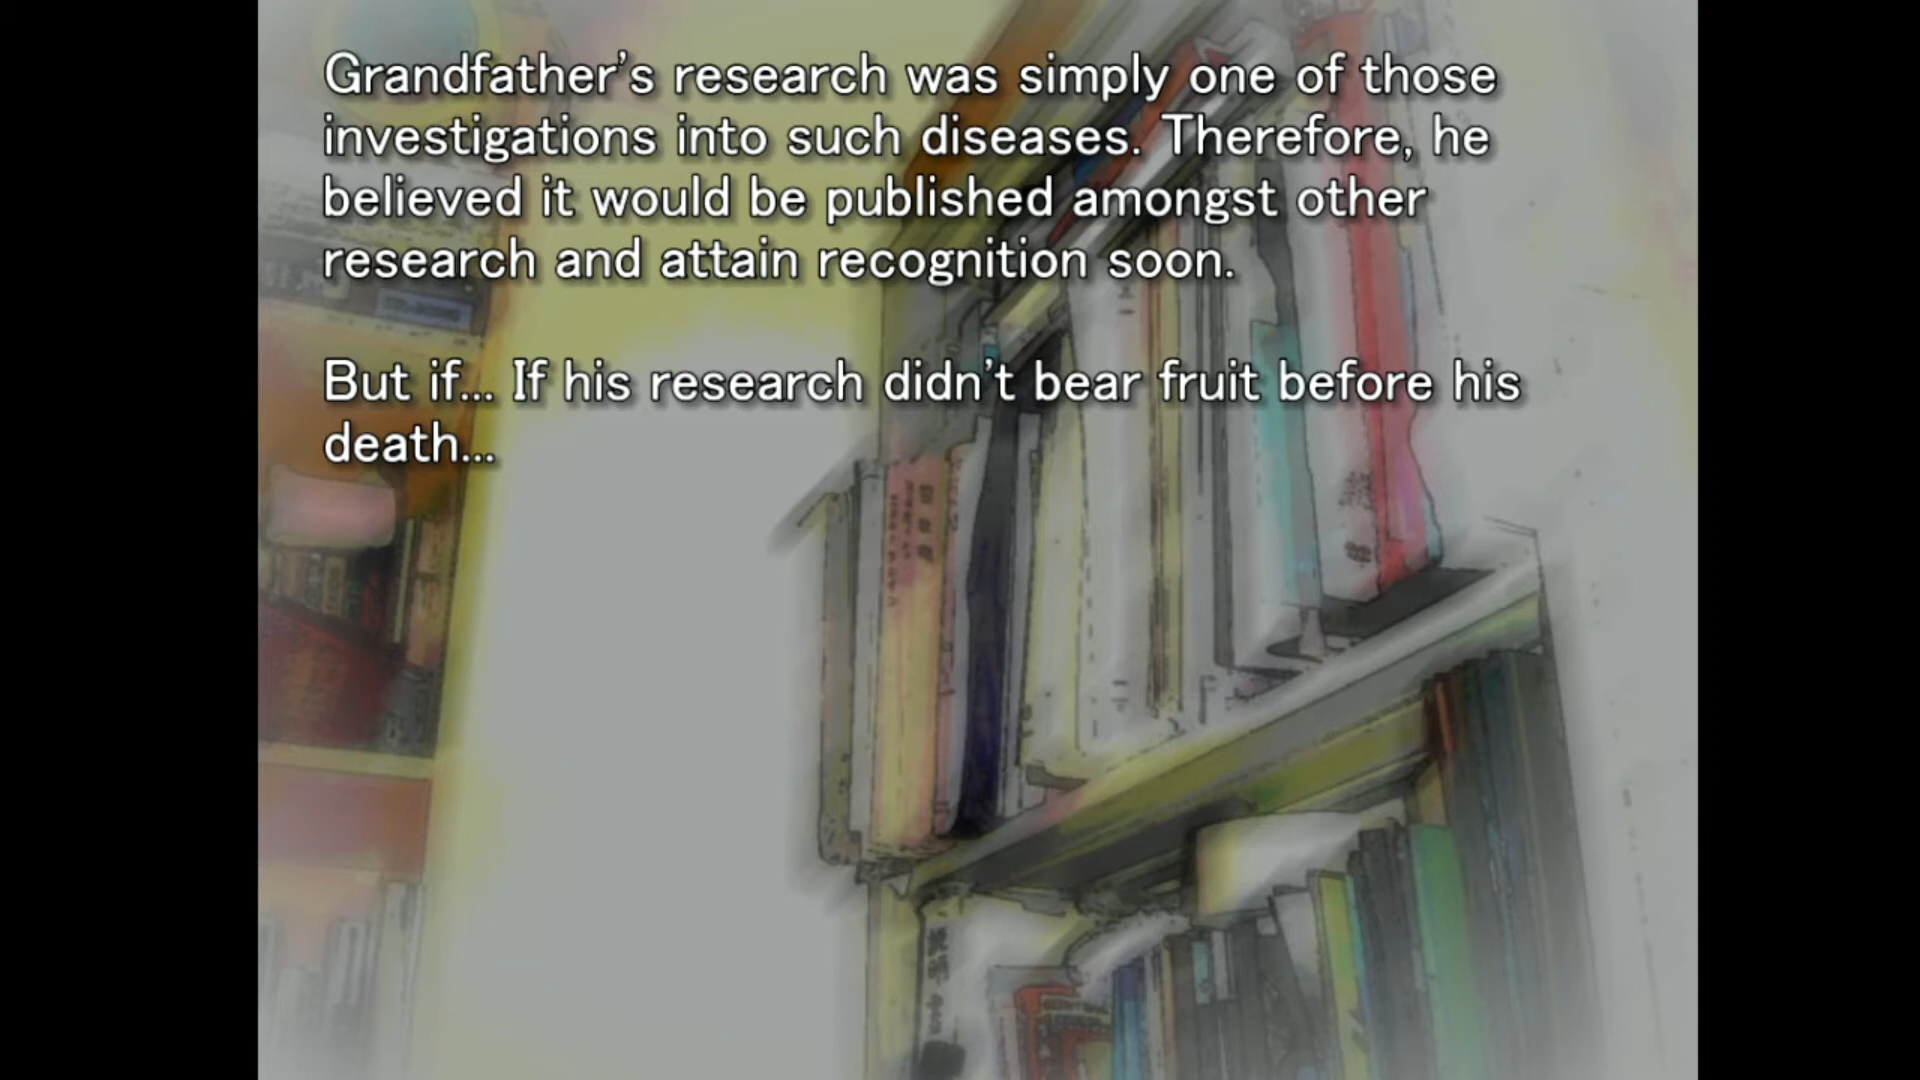 Grandfather's research was simply one of those
investigations into such diseases. Therefore, he
believed it would be published amongst other
research and attain recognition soon.
But if... If his research didn't bear fruit before his
death...